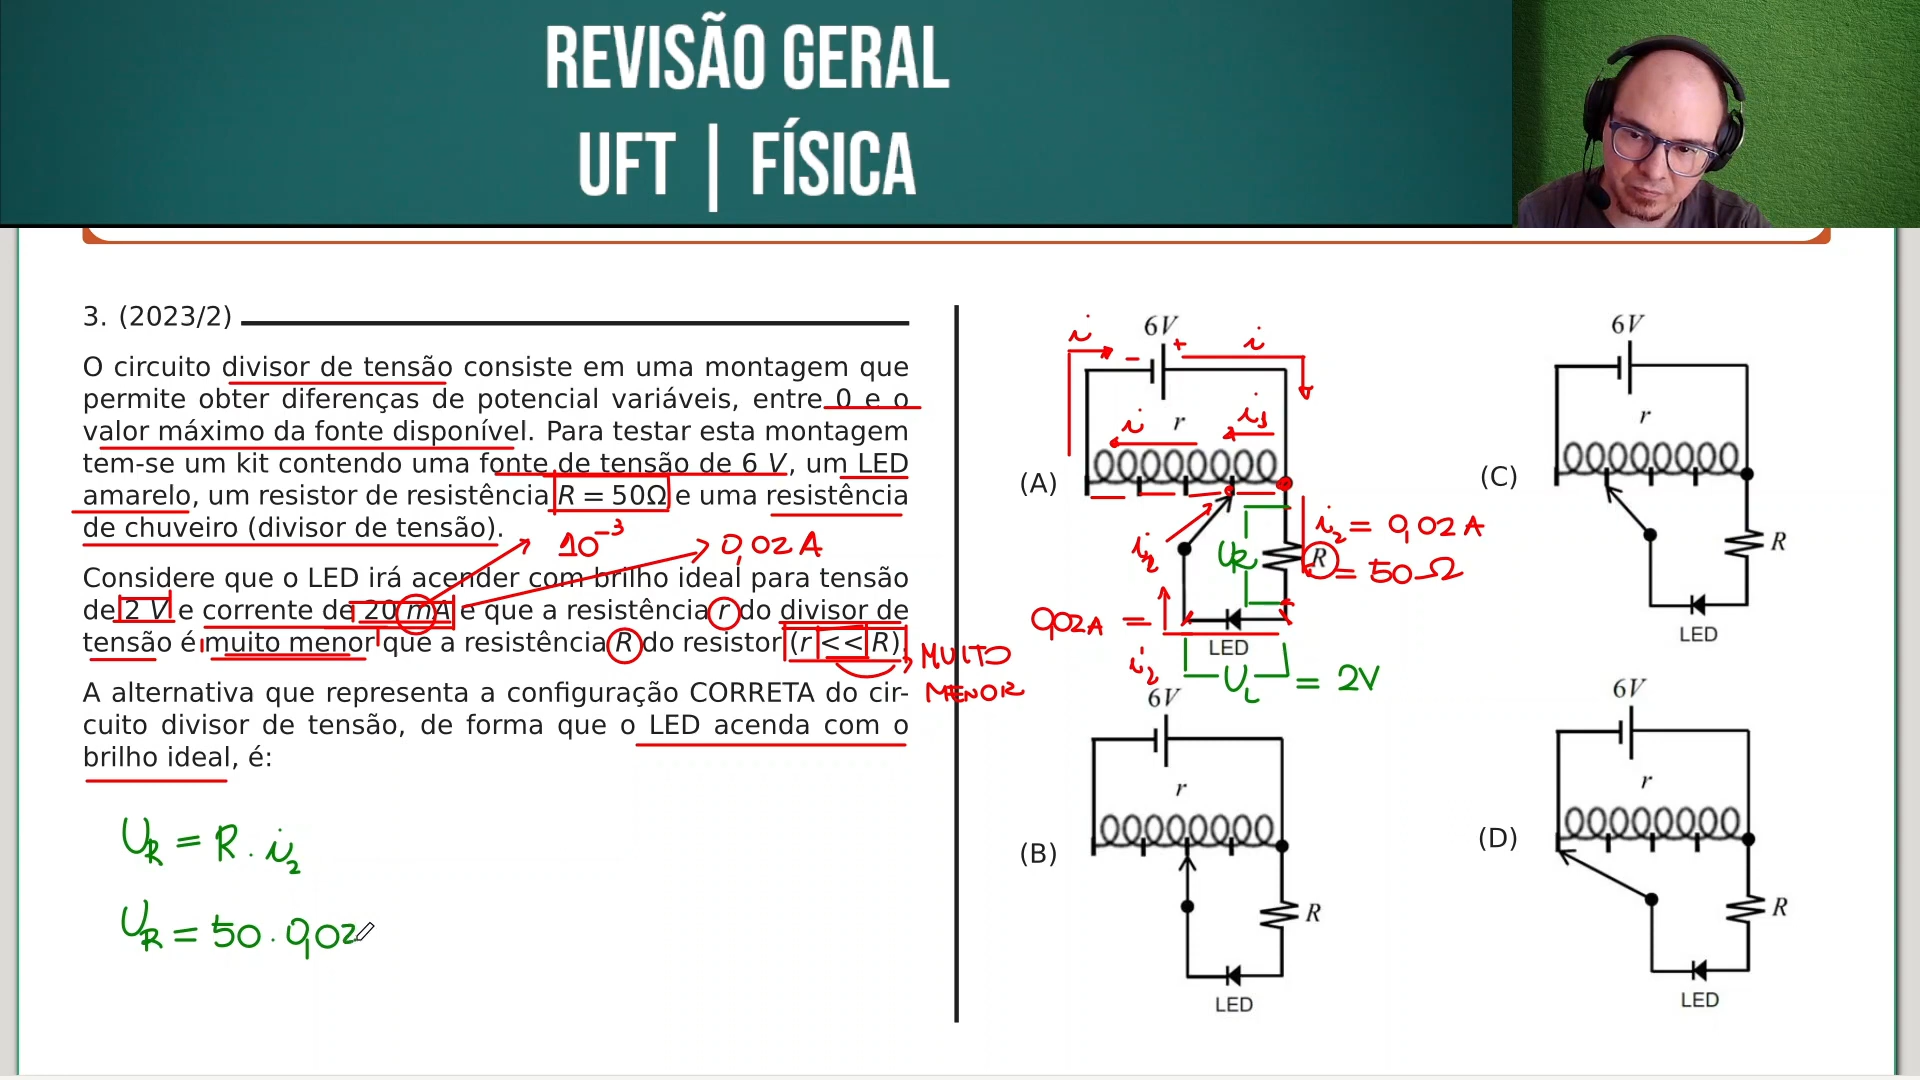 REVISÃO GERAL
UFT | FÍSICA
3. (2023/2)
O circuito divisor de tensão consiste em uma montagem que
permite obter diferenças de potencial variáveis, entre 0 e o
valor máximo da fonte disponível. Para testar esta montagem
tem-se um kit contendo uma fonte de tensão de 6 V, um LED
amarelo, um resistor de resistência R = 50Ω e uma resistência
de chuveiro (divisor de tensão).
10⁻³
0,02 A
Considere que o LED irá acender com brilho ideal para tensão
de 2 V e corrente de 20 mA e que a resistência r do divisor de
tensão é muito menor que a resistência R do resistor (r << R).
MUITO
MENOR
A alternativa que representa a configuração CORRETA do cir-
cuito divisor de tensão, de forma que o LED acenda com o
brilho ideal, é:
U_R = R . i₂
U_R = 50 . 0,02
(A)
6V
i
- +
i
i
r
i₁
i₂
U_R
R
i₂ = 0,02 A
= 50 Ω
0,02A =
i₂
LED
U_L = 2V
(B)
6V
r
R
LED
(C)
6V
r
R
LED
(D)
6V
r
R
LED